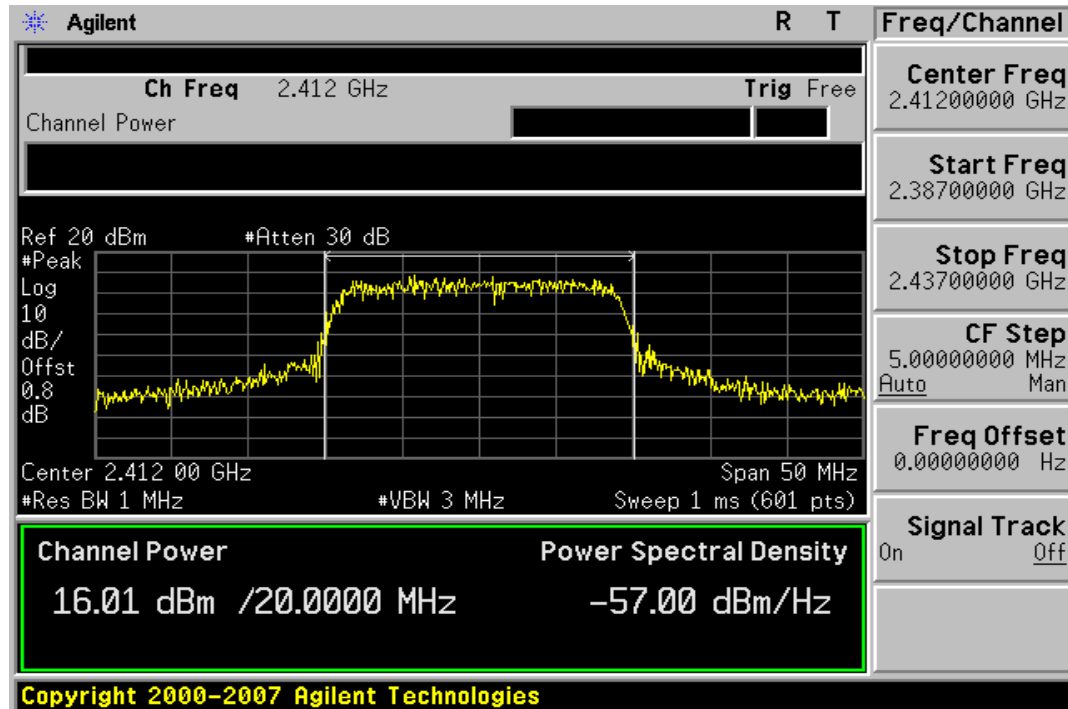 Agilent R T
Ch Freq 2.412 GHz Trig Free
Channel Power
Ref 20 dBm #Atten 30 dB
#Peak
Log
10
dB/
Offst
0.8
dB
Center 2.412 00 GHz Span 50 MHz
#Res BW 1 MHz #VBW 3 MHz Sweep 1 ms (601 pts)
Channel Power Power Spectral Density
16.01 dBm /20.0000 MHz -57.00 dBm/Hz
Copyright 2000-2007 Agilent Technologies
Freq/Channel
Center Freq
2.41200000 GHz
Start Freq
2.38700000 GHz
Stop Freq
2.43700000 GHz
CF Step
5.00000000 MHz
Auto Man
Freq Offset
0.00000000 Hz
Signal Track
On Off